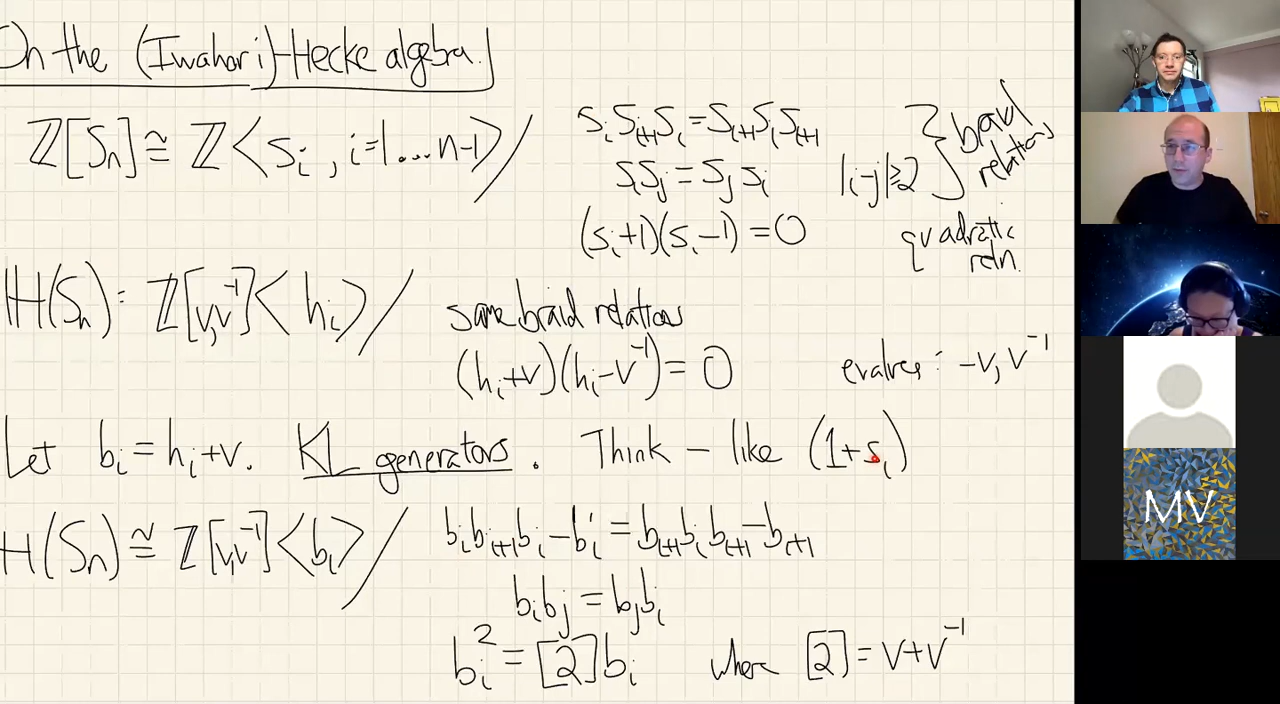 On the (Iwahori)-Hecke algebra.
ℤ[Sₙ] ≅ ℤ< sᵢ , i=1...n-1> /
sᵢsᵢ₊₁sᵢ = sᵢ₊₁sᵢsᵢ₊₁
sᵢsⱼ = sⱼsᵢ |i-j|≥2
} braid relations
(sᵢ+1)(sᵢ-1) = 0 quadratic reln.
H(Sₙ) : ℤ[v,v⁻¹]< hᵢ > /
same braid relations
(hᵢ+v)(hᵢ-v⁻¹) = 0 evalues : -v, v⁻¹
Let bᵢ = hᵢ+v. KL generators. Think - like (1+sᵢ)
H(Sₙ) ≅ ℤ[v,v⁻¹]<bᵢ> /
bᵢbᵢ₊₁bᵢ - bᵢ = bᵢ₊₁bᵢbᵢ₊₁ - bᵢ₊₁
bᵢbⱼ = bⱼbᵢ
bᵢ² = [2]bᵢ where [2] = v+v⁻¹
MV